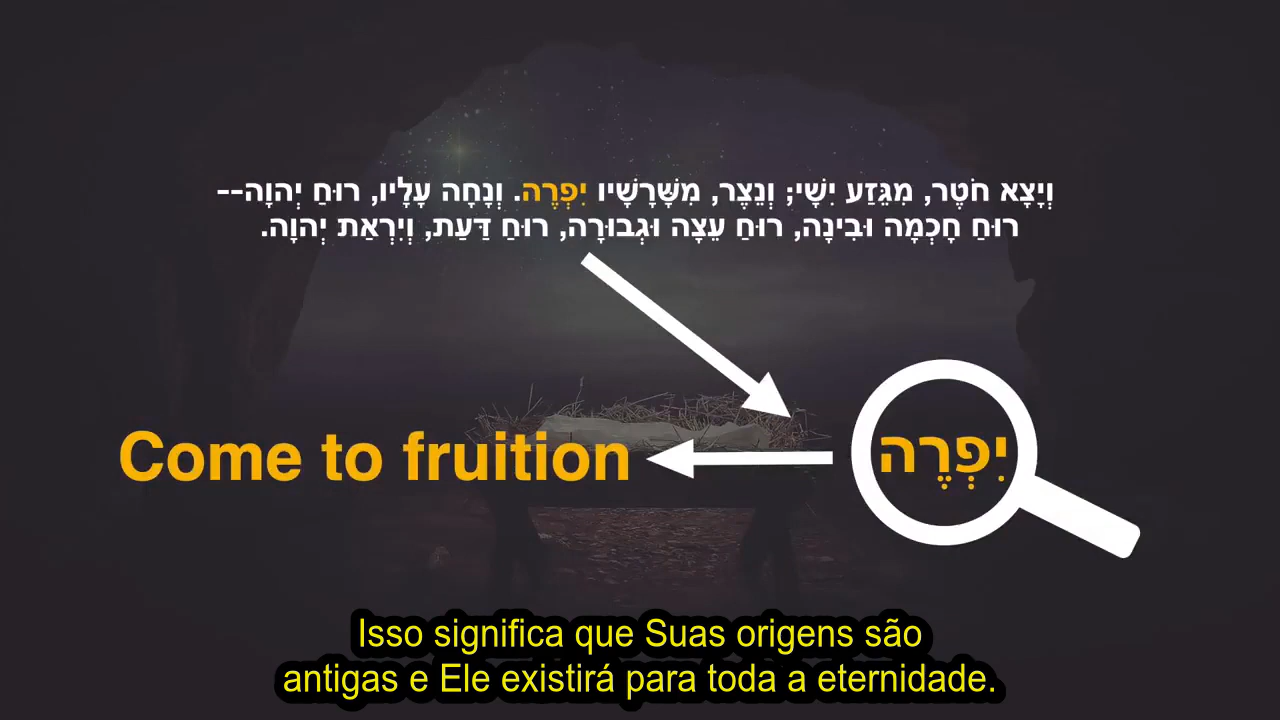 וְיָצָא חֹטֶר, מִגֵּזַע יִשָׁי; וְנֵצֶר, מִשָּׁרָשָׁיו יִפְרֶה. וְנָחָה עָלָיו, רוּחַ יְהוָה--
רוּחַ חָכְמָה וּבִינָה, רוּחַ עֵצָה וּגְבוּרָה, רוּחַ דַּעַת, וְיִרְאַת יְהוָה.
יִפְרֶה
Come to fruition
Isso significa que Suas origens são
antigas e Ele existirá para toda a eternidade.